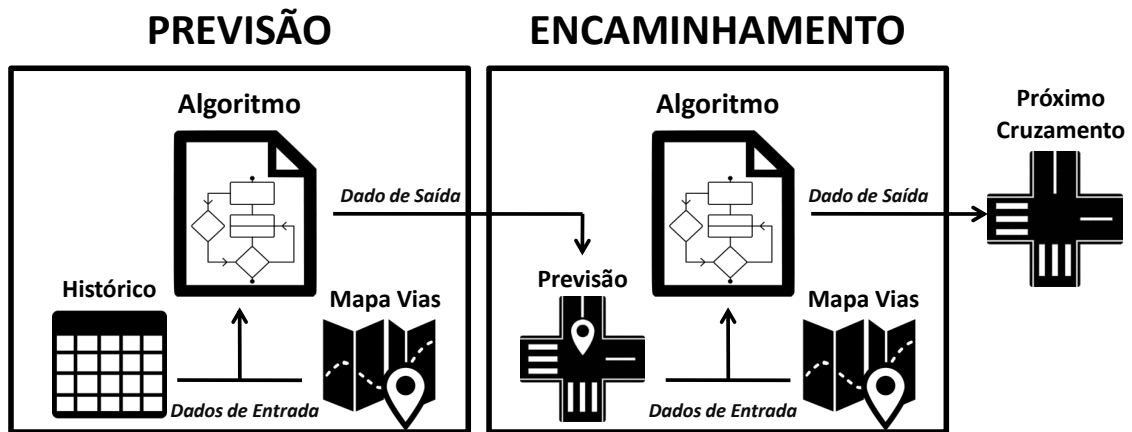 PREVISÃO
Algoritmo
Dado de Saída
Histórico
Mapa Vias
Dados de Entrada
ENCAMINHAMENTO
Algoritmo
Dado de Saída
Previsão
Mapa Vias
Dados de Entrada
Próximo
Cruzamento